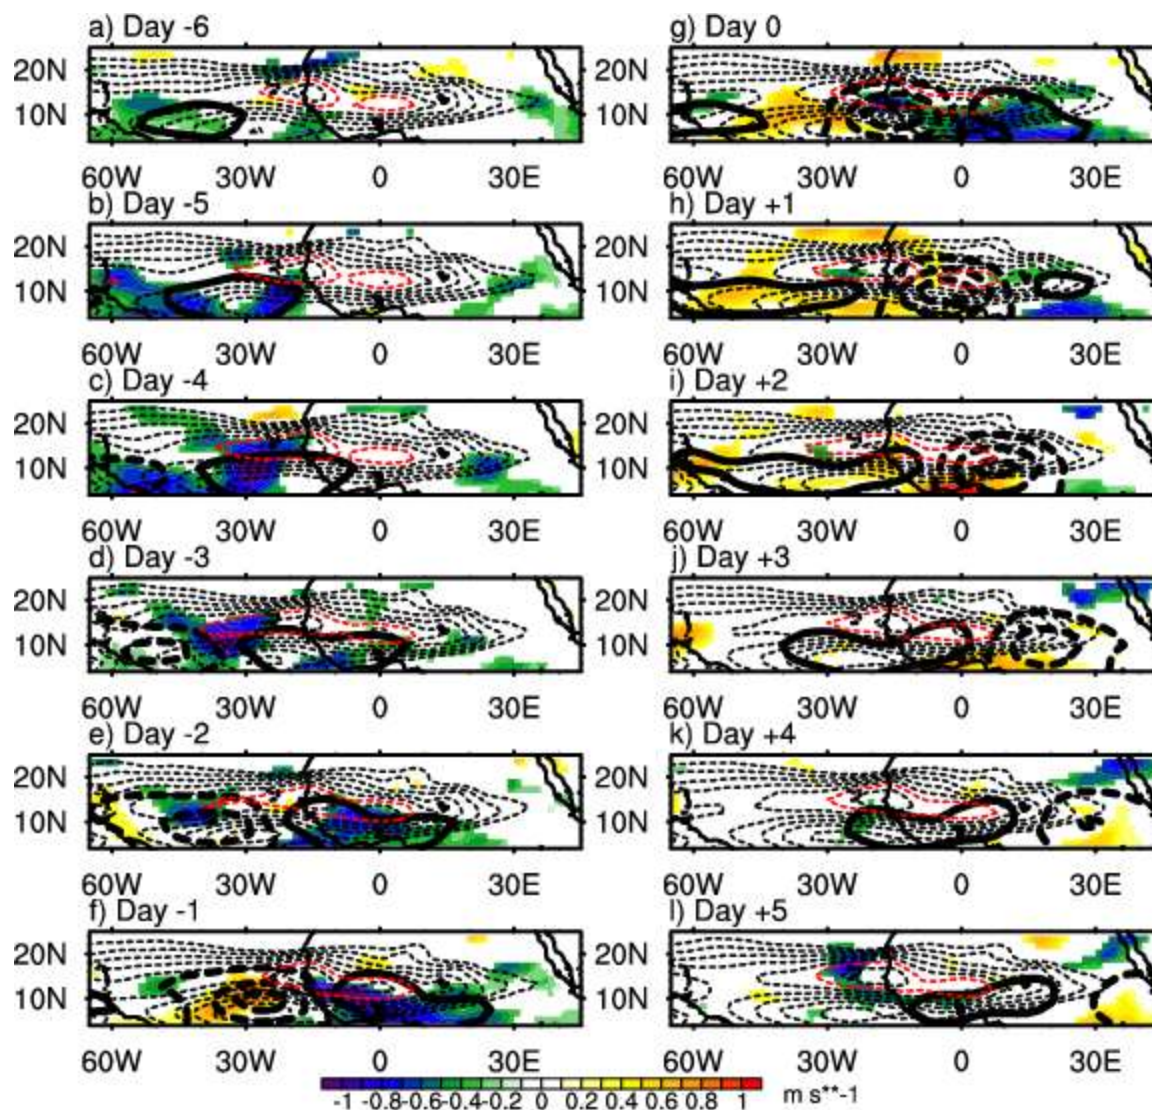 a) Day -6
20N
10N
60W 30W 0 30E
b) Day -5
20N
10N
60W 30W 0 30E
c) Day -4
20N
10N
60W 30W 0 30E
d) Day -3
20N
10N
60W 30W 0 30E
e) Day -2
20N
10N
60W 30W 0 30E
f) Day -1
20N
10N
60W 30W 0 30E
g) Day 0
20N
10N
60W 30W 0 30E
h) Day +1
20N
10N
60W 30W 0 30E
i) Day +2
20N
10N
60W 30W 0 30E
j) Day +3
20N
10N
60W 30W 0 30E
k) Day +4
20N
10N
60W 30W 0 30E
l) Day +5
20N
10N
60W 30W 0 30E
-1 -0.8 -0.6 -0.4 -0.2 0 0.2 0.4 0.6 0.8 1 m s**-1